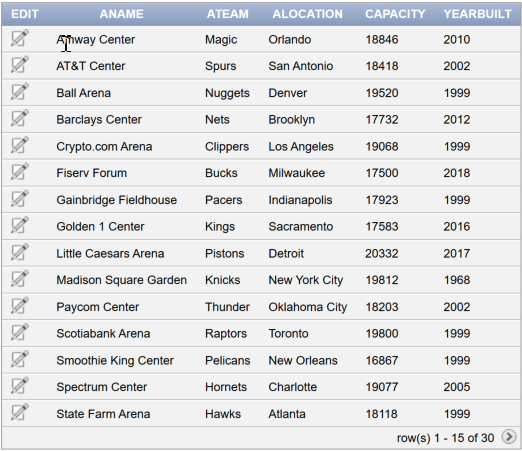 EDIT ANAME ATEAM ALOCATION CAPACITY YEARBUILT
Amway Center Magic Orlando 18846 2010
AT&T Center Spurs San Antonio 18418 2002
Ball Arena Nuggets Denver 19520 1999
Barclays Center Nets Brooklyn 17732 2012
Crypto.com Arena Clippers Los Angeles 19068 1999
Fiserv Forum Bucks Milwaukee 17500 2018
Gainbridge Fieldhouse Pacers Indianapolis 17923 1999
Golden 1 Center Kings Sacramento 17583 2016
Little Caesars Arena Pistons Detroit 20332 2017
Madison Square Garden Knicks New York City 19812 1968
Paycom Center Thunder Oklahoma City 18203 2002
Scotiabank Arena Raptors Toronto 19800 1999
Smoothie King Center Pelicans New Orleans 16867 1999
Spectrum Center Hornets Charlotte 19077 2005
State Farm Arena Hawks Atlanta 18118 1999
row(s) 1 - 15 of 30